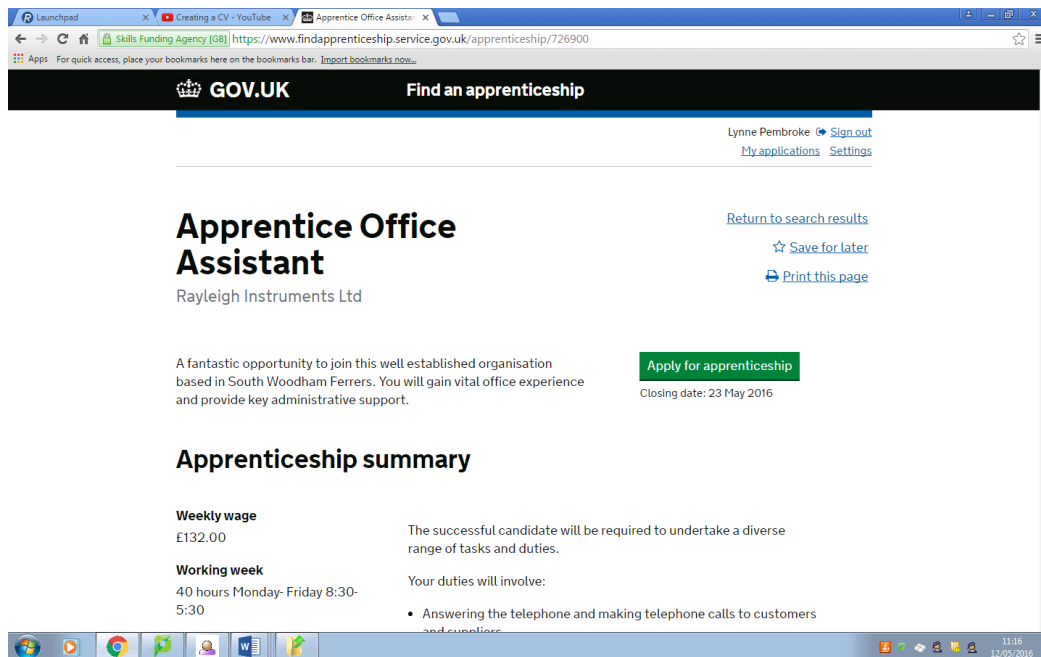 Launchpad
Creating a CV - YouTube
Apprentice Office Assistan
Skills Funding Agency [GB] https://www.findapprenticeship.service.gov.uk/apprenticeship/726900
Apps For quick access, place your bookmarks here on the bookmarks bar. Import bookmarks now...
GOV.UK Find an apprenticeship
Lynne Pembroke Sign out
My applications Settings
Apprentice Office
Assistant
Rayleigh Instruments Ltd
Return to search results
Save for later
Print this page
A fantastic opportunity to join this well established organisation
based in South Woodham Ferrers. You will gain vital office experience
and provide key administrative support.
Apply for apprenticeship
Closing date: 23 May 2016
Apprenticeship summary
Weekly wage
£132.00
Working week
40 hours Monday- Friday 8:30-
5:30
The successful candidate will be required to undertake a diverse
range of tasks and duties.
Your duties will involve:
• Answering the telephone and making telephone calls to customers
and suppliers
11:16
12/05/2016